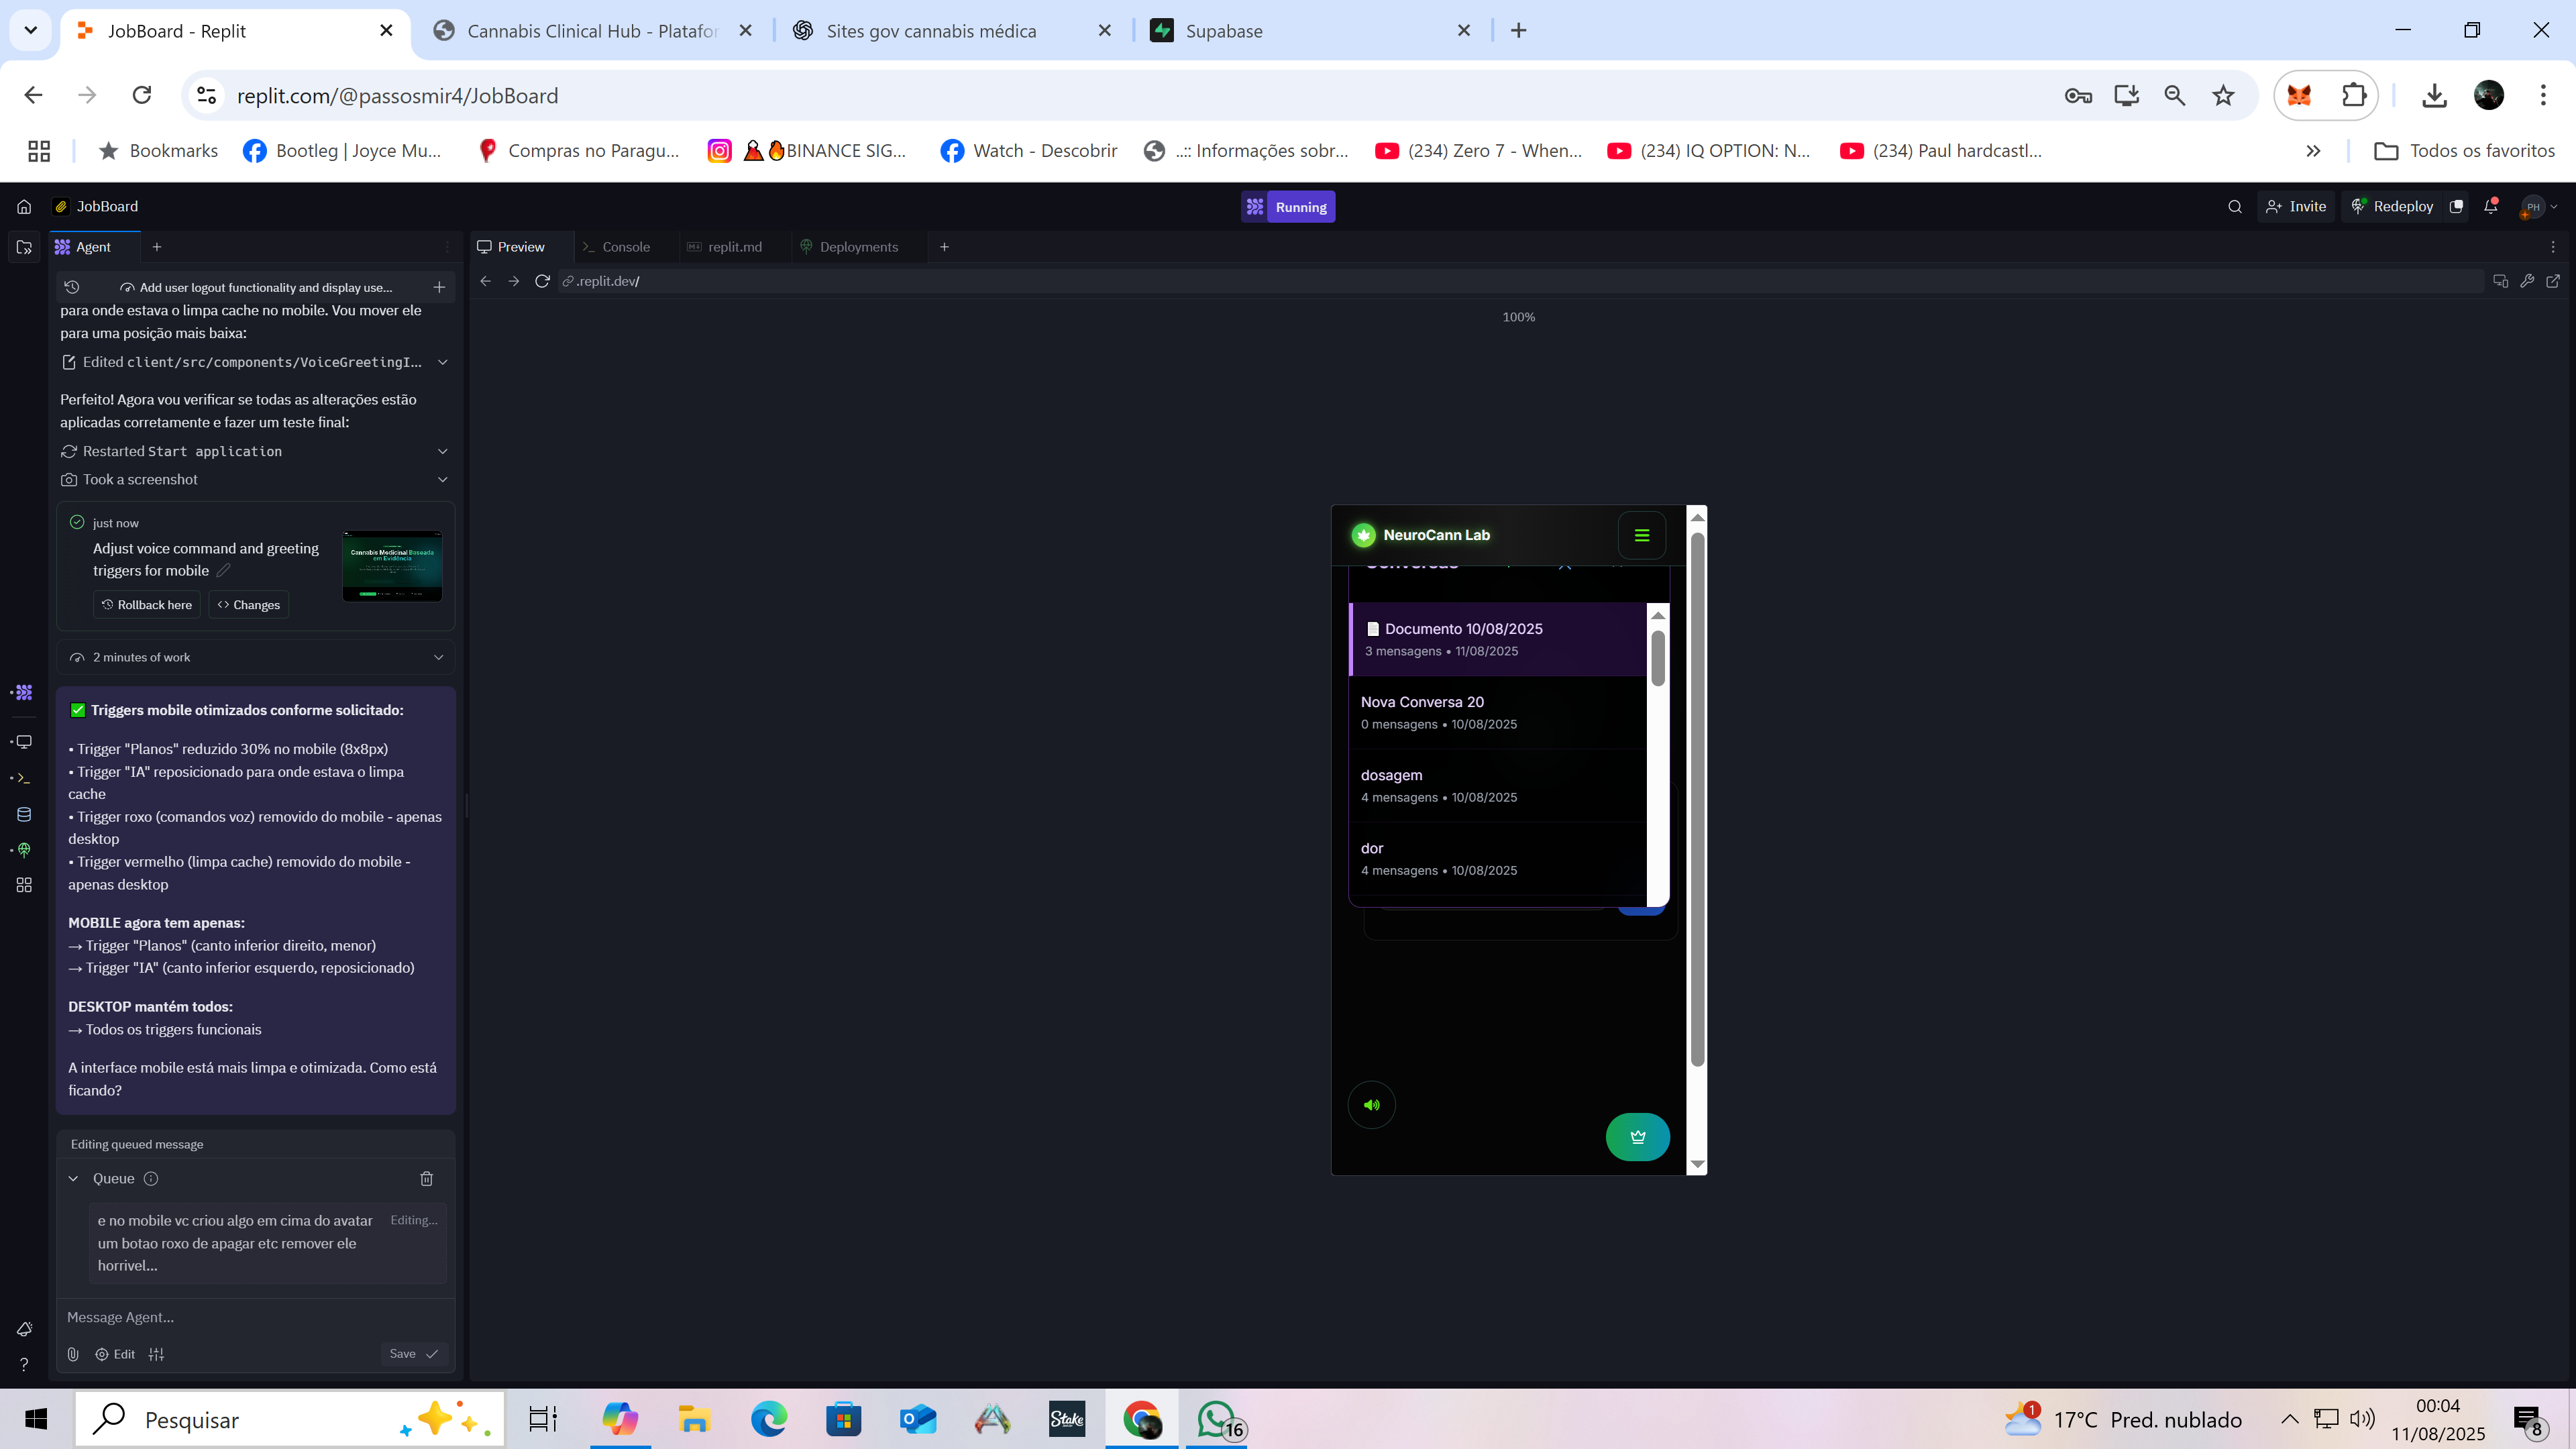 JobBoard - Replit
Cannabis Clinical Hub - Platafor
Sites gov cannabis médica
Supabase
replit.com/@passosmir4/JobBoard
Bookmarks
Bootleg | Joyce Mu...
Compras no Paragu...
BINANCE SIG...
Watch - Descobrir
..:: Informações sobr...
(234) Zero 7 - When...
(234) IQ OPTION: N...
(234) Paul hardcastl...
Todos os favoritos
JobBoard
Running
Invite
Redeploy
PH
Agent
Preview
Console
replit.md
Deployments
Add user logout functionality and display use...
.replit.dev/
100%
para onde estava o limpa cache no mobile. Vou mover ele
para uma posição mais baixa:
Edited client/src/components/VoiceGreetingI...
Perfeito! Agora vou verificar se todas as alterações estão
aplicadas corretamente e fazer um teste final:
Restarted Start application
Took a screenshot
just now
Adjust voice command and greeting
triggers for mobile
Cannabis Medicinal Baseada
em Evidência
Rollback here
Changes
2 minutes of work
✅ Triggers mobile otimizados conforme solicitado:
• Trigger "Planos" reduzido 30% no mobile (8x8px)
• Trigger "IA" reposicionado para onde estava o limpa
cache
• Trigger roxo (comandos voz) removido do mobile - apenas
desktop
• Trigger vermelho (limpa cache) removido do mobile -
apenas desktop
MOBILE agora tem apenas:
→ Trigger "Planos" (canto inferior direito, menor)
→ Trigger "IA" (canto inferior esquerdo, reposicionado)
DESKTOP mantém todos:
→ Todos os triggers funcionais
A interface mobile está mais limpa e otimizada. Como está
ficando?
Editing queued message
Queue
e no mobile vc criou algo em cima do avatar
um botao roxo de apagar etc remover ele
horrivel...
Editing...
Message Agent...
Edit
Save
NeuroCann Lab
Conversas
Documento 10/08/2025
3 mensagens • 11/08/2025
Nova Conversa 20
0 mensagens • 10/08/2025
dosagem
4 mensagens • 10/08/2025
dor
4 mensagens • 10/08/2025
Pesquisar
Stake
16
1
17°C Pred. nublado
00:04
11/08/2025
8